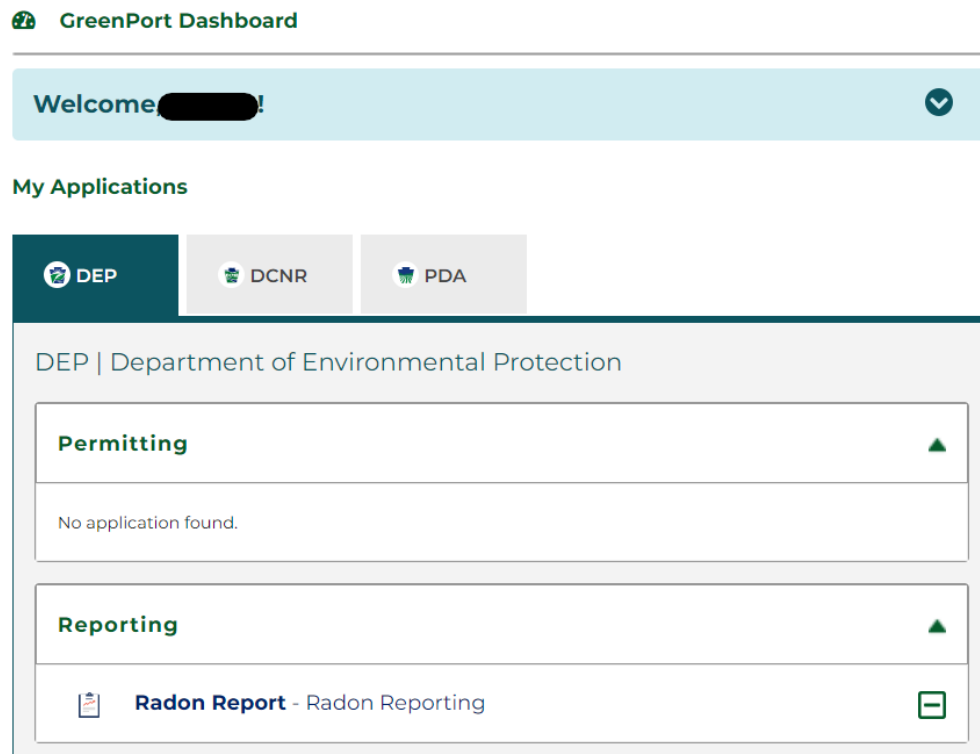 GreenPort Dashboard
Welcome, !
My Applications
DEP
DCNR
PDA
DEP | Department of Environmental Protection
Permitting
No application found.
Reporting
Radon Report - Radon Reporting